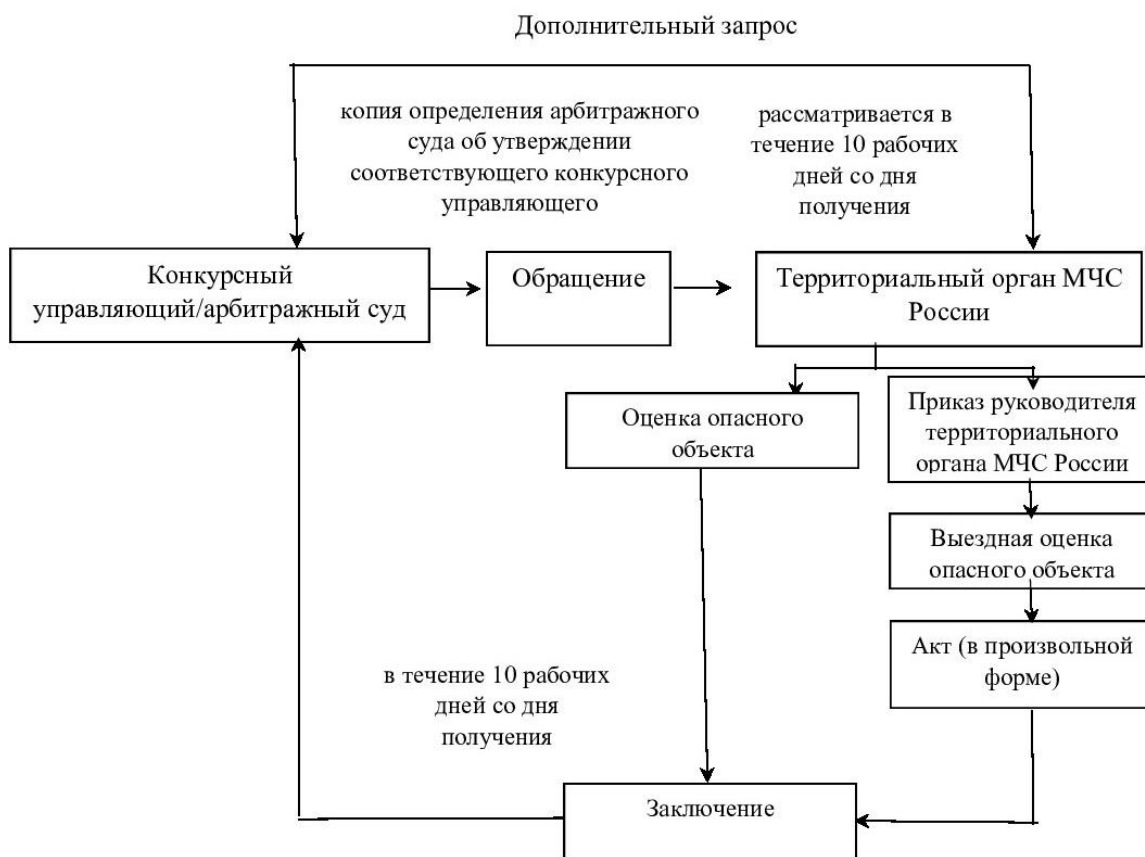 Дополнительный запрос
копия определения арбитражного
суда об утверждении
соответствующего конкурсного
управляющего
рассматривается в
течение 10 рабочих
дней со дня
получения
Конкурсный
управляющий/арбитражный суд
Обращение
Территориальный орган МЧС
России
Оценка опасного
объекта
Приказ руководителя
территориального
органа МЧС России
Выездная оценка
опасного объекта
Акт (в произвольной
форме)
в течение 10 рабочих
дней со дня
получения
Заключение